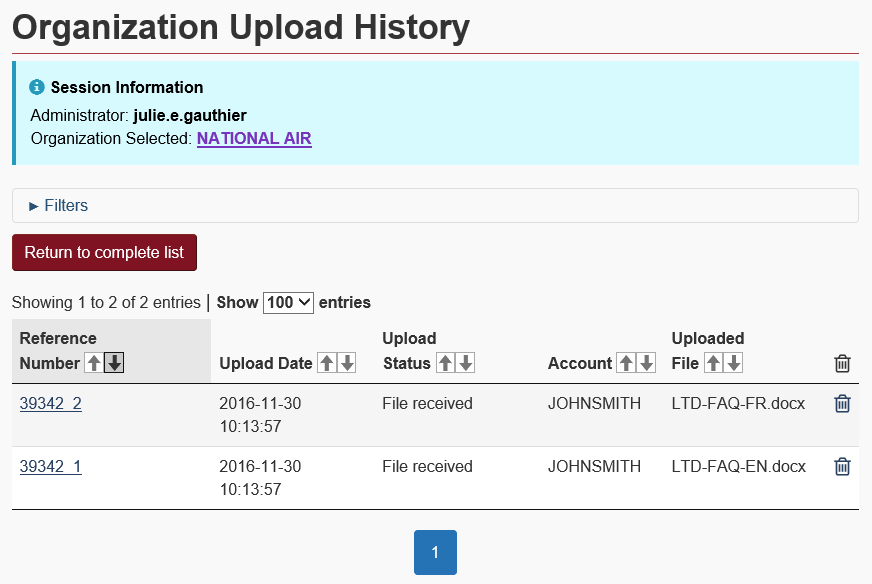 Organization Upload History
Session Information
Administrator: julie.e.gauthier
Organization Selected: NATIONAL AIR
► Filters
Return to complete list
Showing 1 to 2 of 2 entries | Show 100 entries
Reference Number Upload Date Upload Status Account Uploaded File
39342_2 2016-11-30 10:13:57 File received JOHNSMITH LTD-FAQ-FR.docx
39342_1 2016-11-30 10:13:57 File received JOHNSMITH LTD-FAQ-EN.docx
1